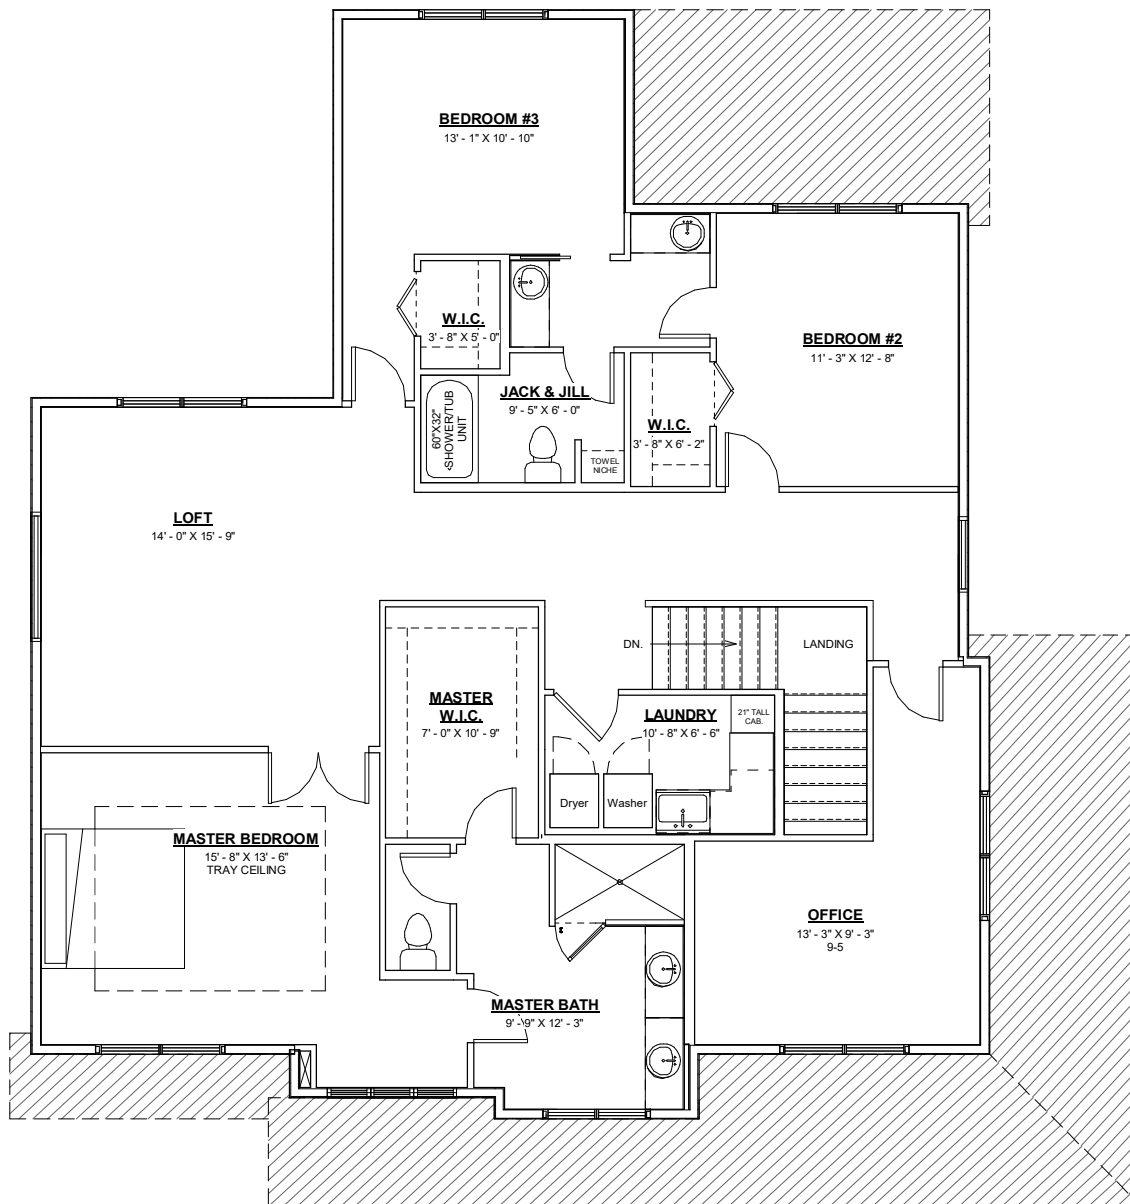 BEDROOM #3
13' - 1" X 10' - 10"
W.I.C.
3' - 8" X 5' - 0"
BEDROOM #2
11' - 3" X 12' - 8"
JACK & JILL
9' - 5" X 6' - 0"
60"X32"
SHOWER/TUB
UNIT
W.I.C.
3' - 8" X 6' - 2"
TOWEL
NICHE
LOFT
14' - 0" X 15' - 9"
DN.
LANDING
MASTER
W.I.C.
7' - 0" X 10' - 9"
LAUNDRY
10' - 8" X 6' - 6"
21" TALL
CAB.
Dryer
Washer
MASTER BEDROOM
15' - 8" X 13' - 6"
TRAY CEILING
OFFICE
13' - 3" X 9' - 3"
9-5
MASTER BATH
9' - 9" X 12' - 3"